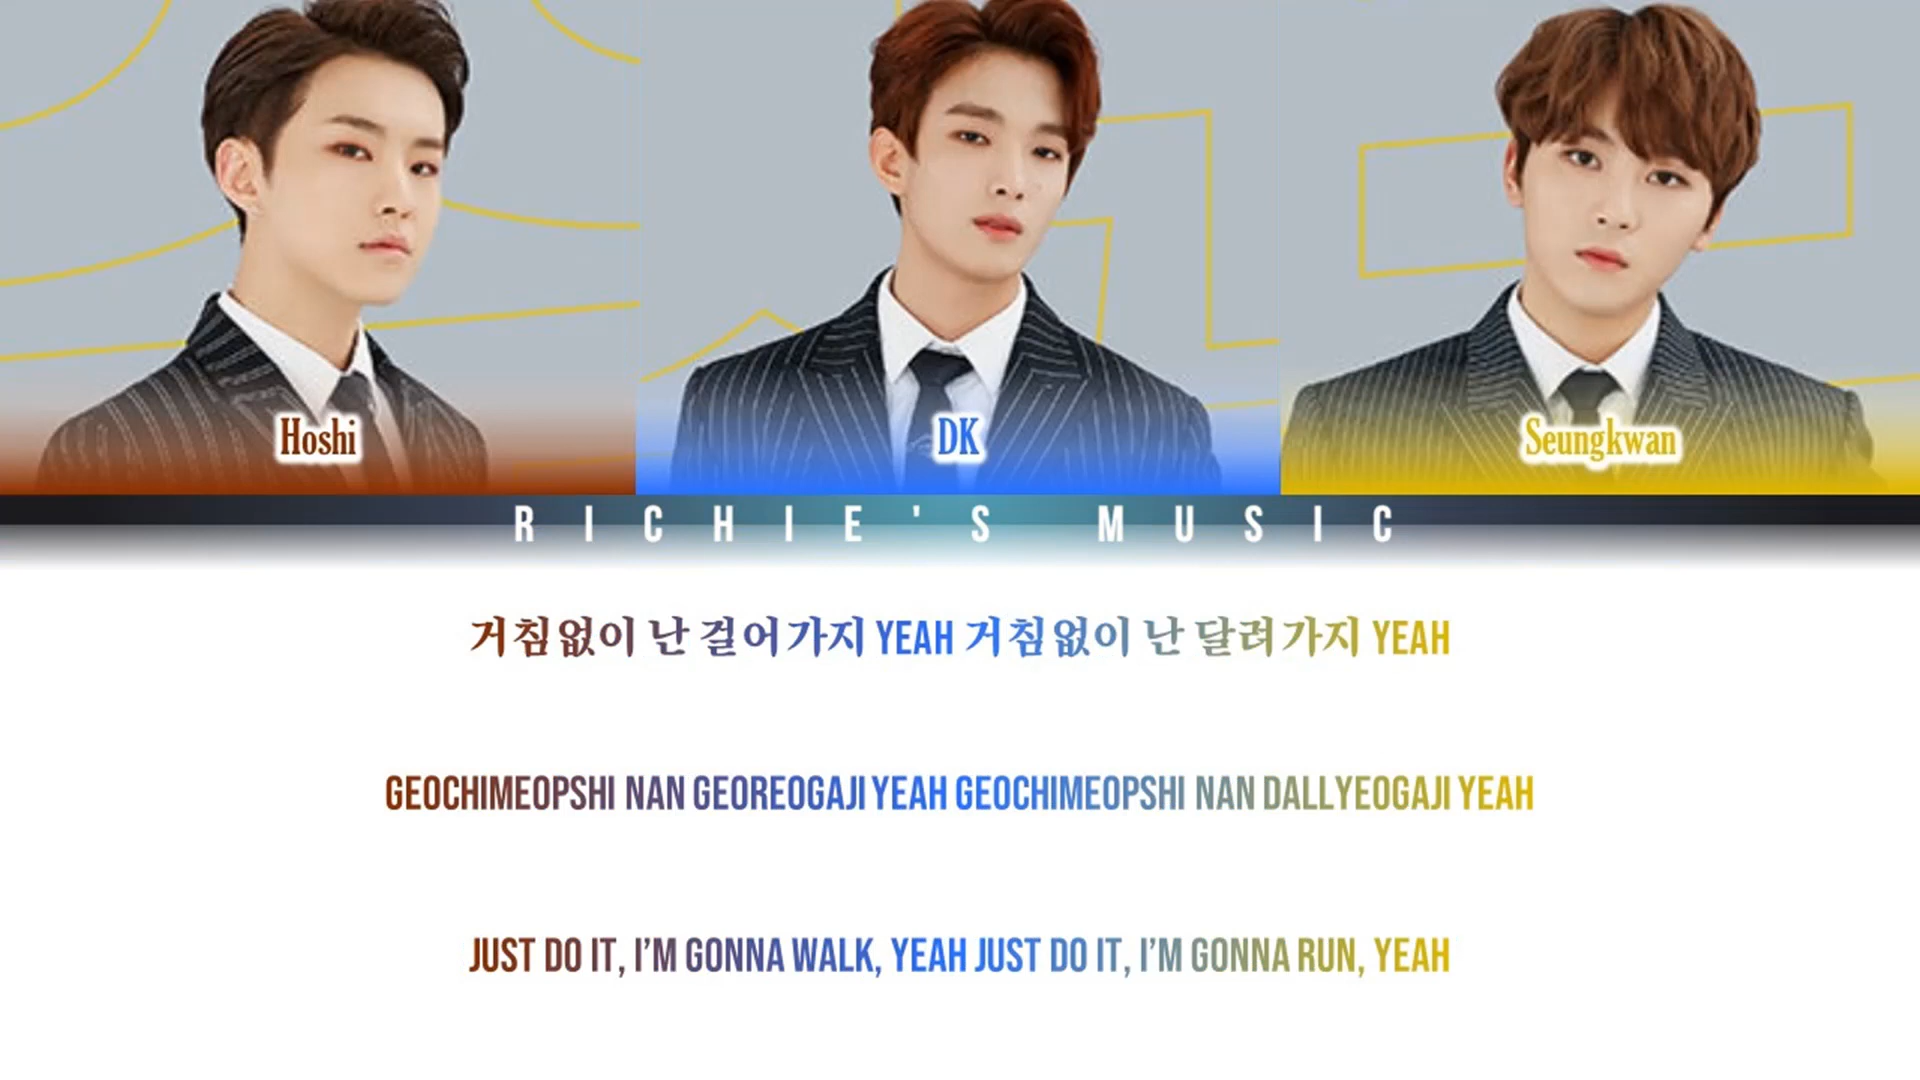 Hoshi
DK
Seungkwan
RICHIE'S MUSIC
거침없이 난 걸어가지 YEAH 거침없이 난 달려가지 YEAH
GEOCHIMEOPSHI NAN GEOREOGAJI YEAH GEOCHIMEOPSHI NAN DALLYEOGAJI YEAH
JUST DO IT, I'M GONNA WALK, YEAH JUST DO IT, I'M GONNA RUN, YEAH